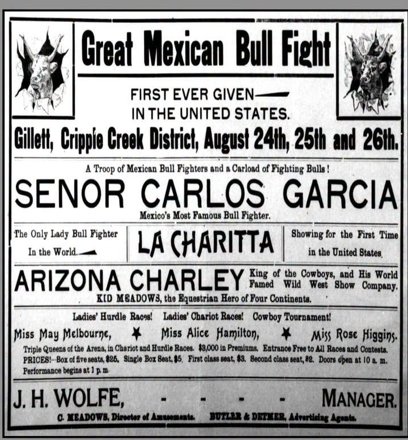 Great Mexican Bull Fight
FIRST EVER GIVEN
IN THE UNITED STATES.
Gillett, Cripple Creek District, August 24th, 25th and 26th.
A Troop of Mexican Bull Fighters and a Carload of Fighting Bulls!
SENOR CARLOS GARCIA
Mexico's Most Famous Bull Fighter.
The Only Lady Bull Fighter
In the World.
LA CHARITTA
Showing for the First Time
in the United States.
ARIZONA CHARLEY
King of the Cowboys, and His World
Famed Wild West Show Company.
KID MEADOWS, the Equestrian Hero of Four Continents.
Ladies' Hurdle Races! Ladies' Chariot Races! Cowboy Tournament!
Miss May Melbourne, ★ Miss Alice Hamilton, ★ Miss Rose Higgins.
Triple Queens of the Arena, in Chariot and Hurdle Races. $3,000 in Premiums. Entrance Free to All Races and Contests.
PRICES!--Box of five seats, $25, Single Box Seat, $5. First class seat, $3. Second class seat, $2. Doors open at 10 a. m.
Performance begins at 1 p m
J. H. WOLFE, - - - - MANAGER.
C. MEADOWS, Director of Amusements. BUTLER & DETMER, Advertising Agents.